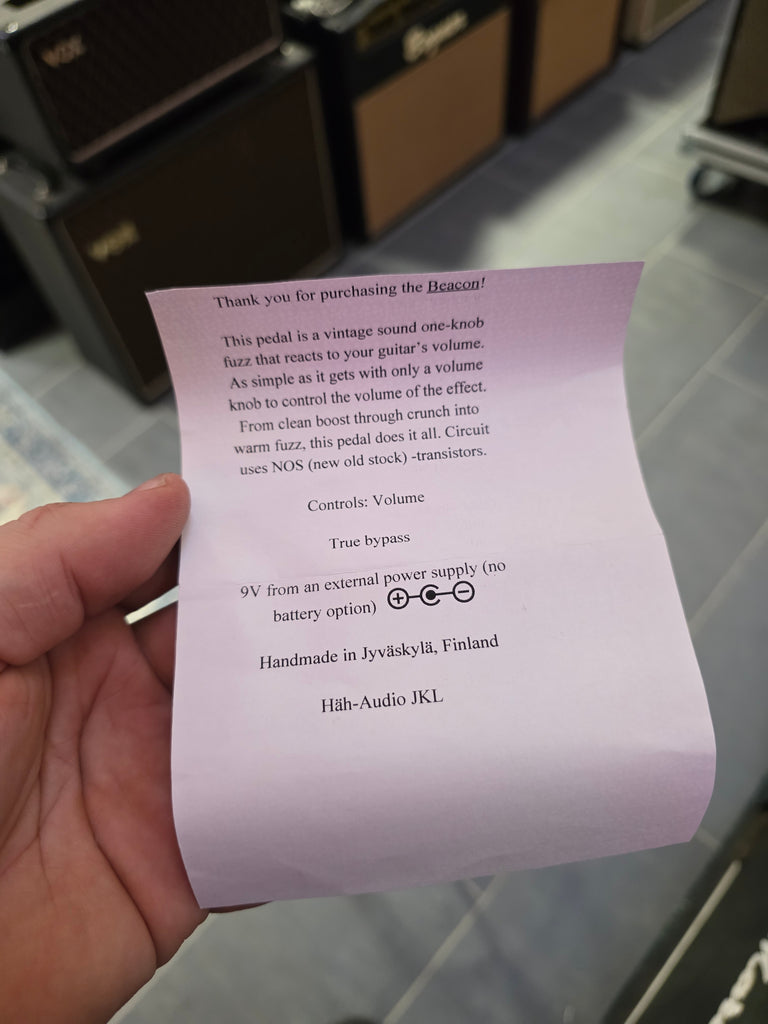 VOX
VOX
Thank you for purchasing the Beacon!
This pedal is a vintage sound one-knob
fuzz that reacts to your guitar's volume.
As simple as it gets with only a volume
knob to control the volume of the effect.
From clean boost through crunch into
warm fuzz, this pedal does it all. Circuit
uses NOS (new old stock) -transistors.
Controls: Volume
True bypass
9V from an external power supply (no
battery option)
Handmade in Jyväskylä, Finland
Häh-Audio JKL